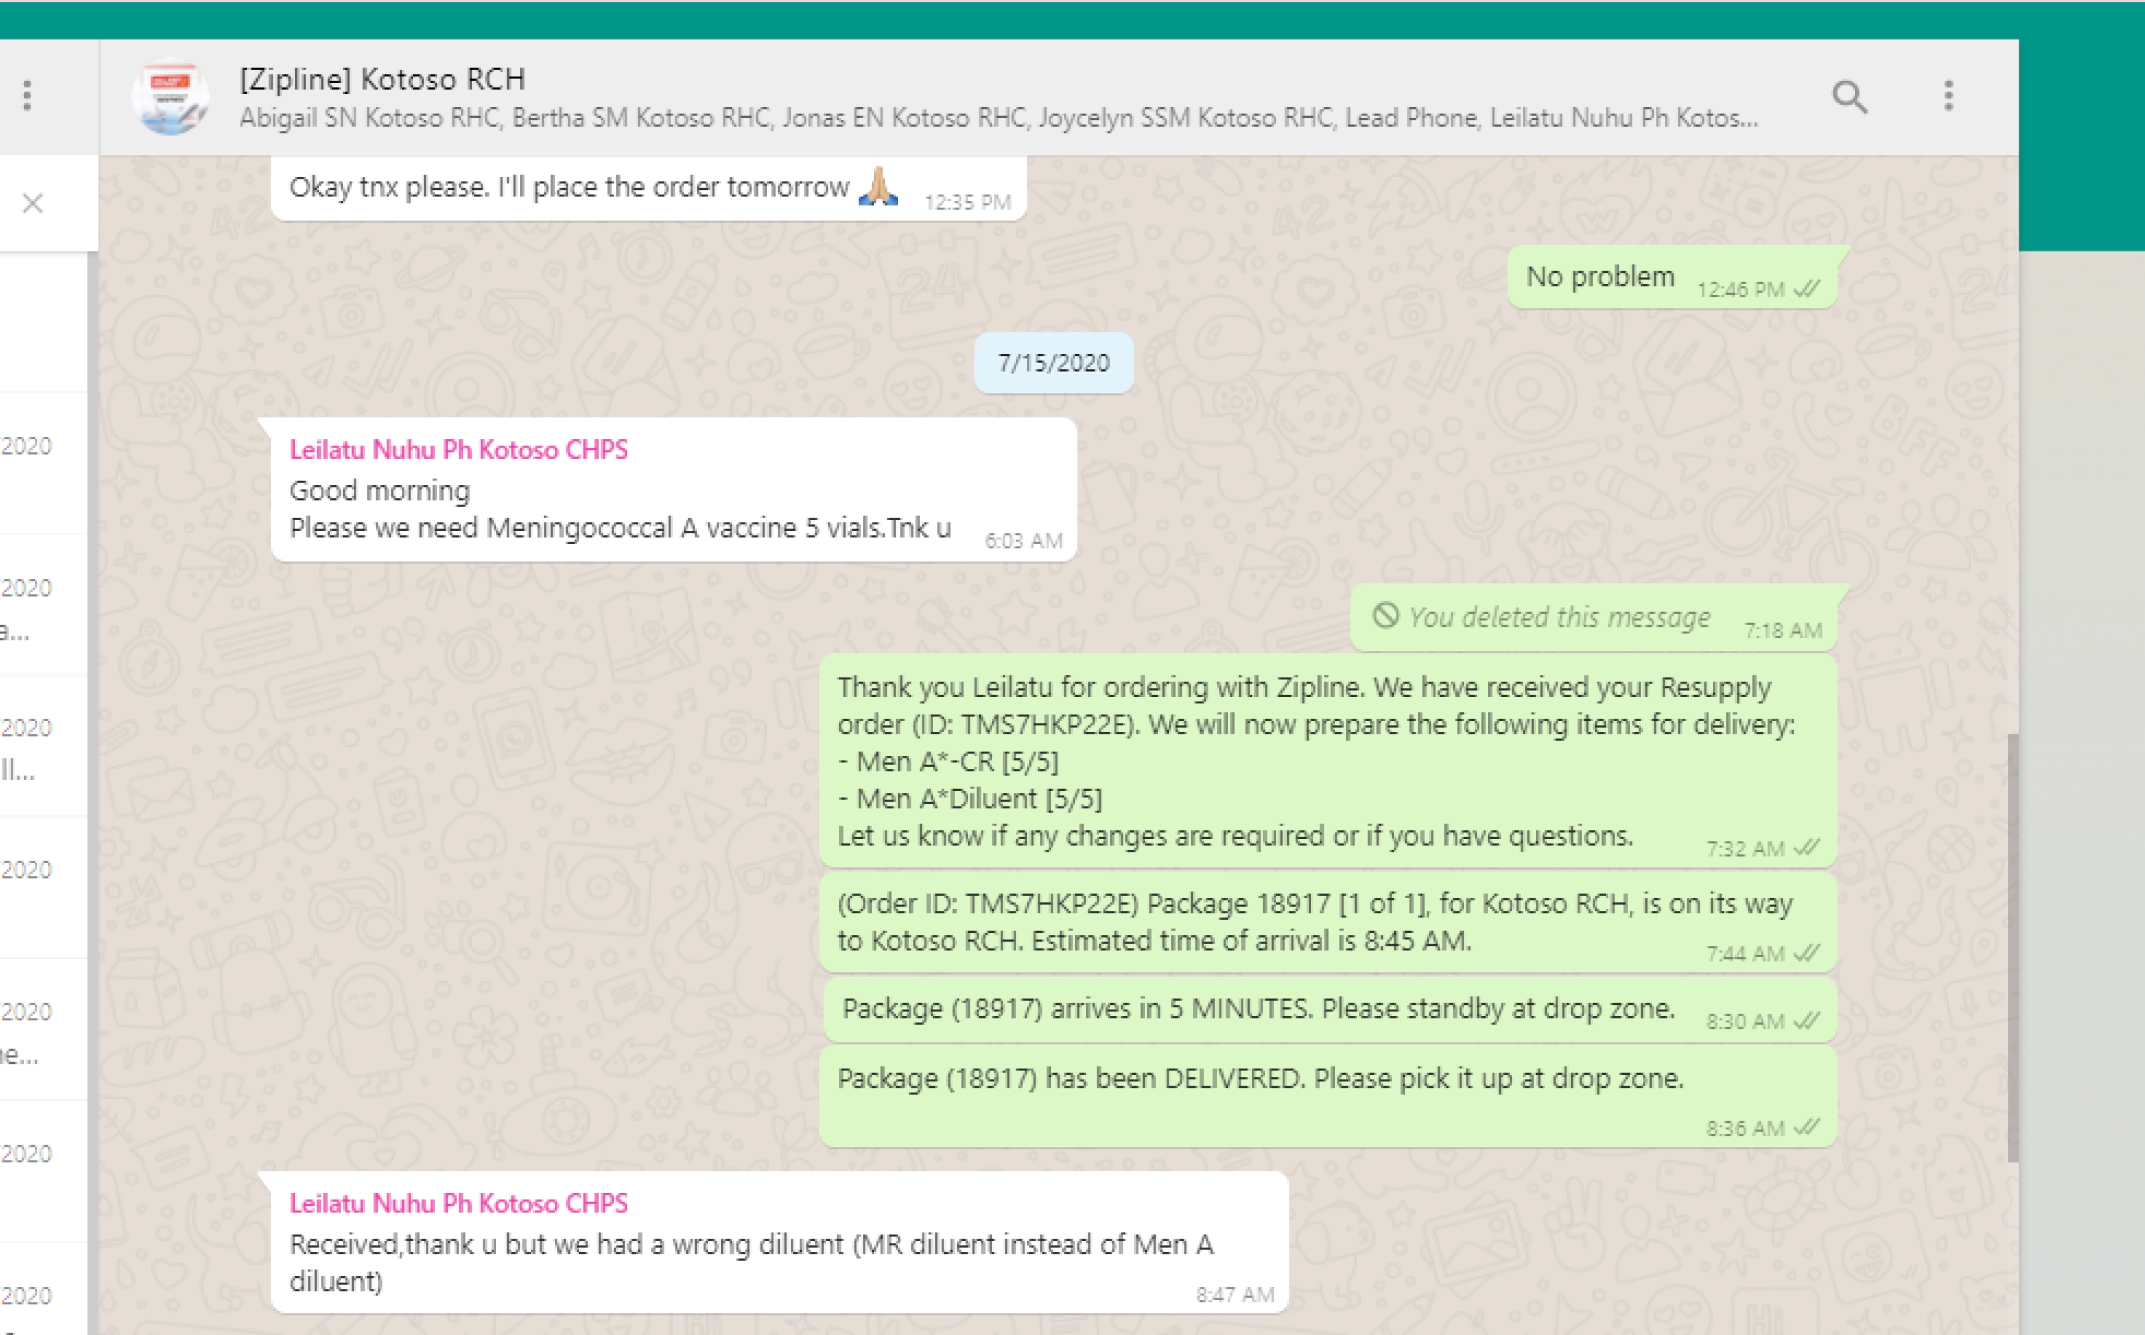 [Zipline] Kotoso RCH
Abigail SN Kotoso RHC, Bertha SM Kotoso RHC, Jonas EN Kotoso RHC, Joycelyn SSM Kotoso RHC, Lead Phone, Leilatu Nuhu Ph Kotos...
Okay tnx please. I'll place the order tomorrow 🙏🏼 12:35 PM
No problem 12:46 PM
7/15/2020
Leilatu Nuhu Ph Kotoso CHPS
Good morning
Please we need Meningococcal A vaccine 5 vials.Tnk u 6:03 AM
You deleted this message 7:18 AM
Thank you Leilatu for ordering with Zipline. We have received your Resupply
order (ID: TMS7HKP22E). We will now prepare the following items for delivery:
- Men A*-CR [5/5]
- Men A*Diluent [5/5]
Let us know if any changes are required or if you have questions. 7:32 AM
(Order ID: TMS7HKP22E) Package 18917 [1 of 1], for Kotoso RCH, is on its way
to Kotoso RCH. Estimated time of arrival is 8:45 AM. 7:44 AM
Package (18917) arrives in 5 MINUTES. Please standby at drop zone. 8:30 AM
Package (18917) has been DELIVERED. Please pick it up at drop zone.
8:36 AM
Leilatu Nuhu Ph Kotoso CHPS
Received,thank u but we had a wrong diluent (MR diluent instead of Men A
diluent) 8:47 AM
2020
2020
a...
2020
ll...
2020
2020
ne...
2020
2020